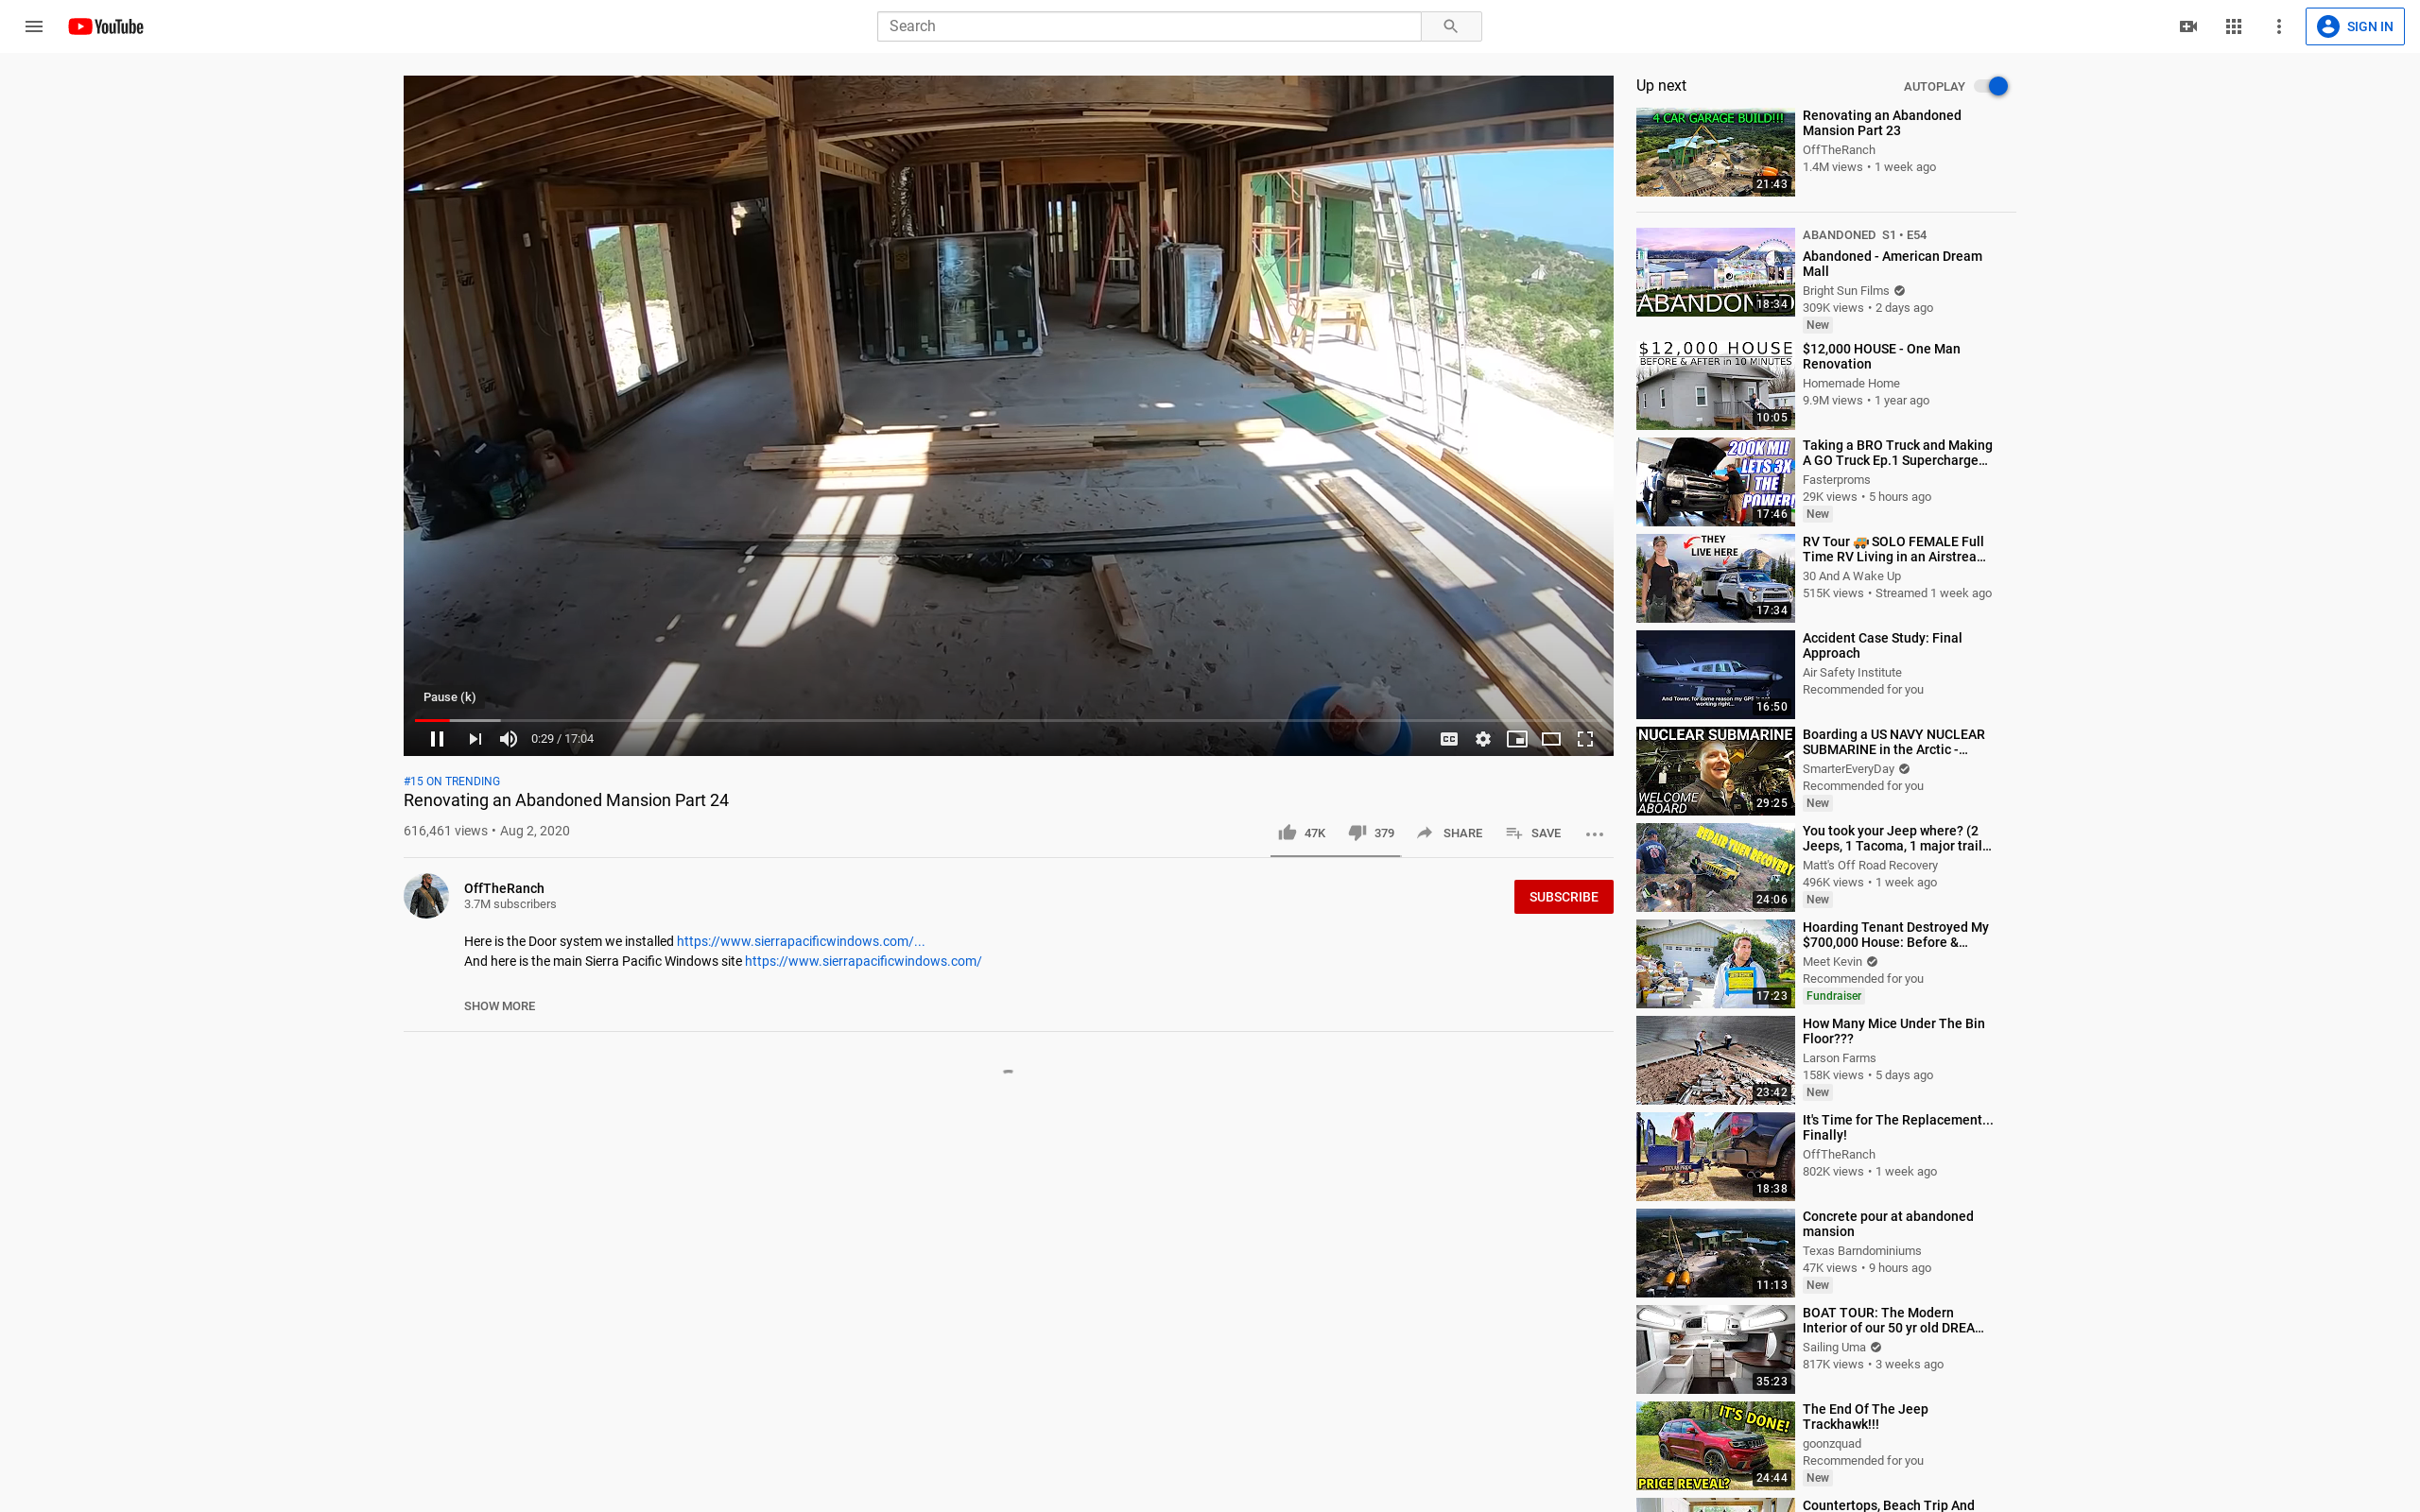 YouTube
Search
SIGN IN
Pause (k)
0:29 / 17:04
#15 ON TRENDING
Renovating an Abandoned Mansion Part 24
616,461 views • Aug 2, 2020
47K
379
SHARE
SAVE
OffTheRanch
3.7M subscribers
SUBSCRIBE
Here is the Door system we installed https://www.sierrapacificwindows.com/...
And here is the main Sierra Pacific Windows site https://www.sierrapacificwindows.com/
SHOW MORE
Up next
AUTOPLAY
4 CAR GARAGE BUILD!!!
21:43
Renovating an Abandoned
Mansion Part 23
OffTheRanch
1.4M views • 1 week ago
ABANDONED
18:34
ABANDONED S1 • E54
Abandoned - American Dream
Mall
Bright Sun Films
309K views • 2 days ago
New
$12,000 HOUSE
BEFORE & AFTER in 10 MINUTES
10:05
$12,000 HOUSE - One Man
Renovation
Homemade Home
9.9M views • 1 year ago
200K MI!
LETS 3X
THE
POWER!
17:46
Taking a BRO Truck and Making
A GO Truck Ep.1 Supercharge...
Fasterproms
29K views • 5 hours ago
New
THEY
LIVE HERE
17:34
RV Tour 🚙 SOLO FEMALE Full
Time RV Living in an Airstrea...
30 And A Wake Up
515K views • Streamed 1 week ago
And Tower, for some reason my GPS is not
working right...
16:50
Accident Case Study: Final
Approach
Air Safety Institute
Recommended for you
NUCLEAR SUBMARINE
WELCOME
ABOARD
29:25
Boarding a US NAVY NUCLEAR
SUBMARINE in the Arctic -...
SmarterEveryDay
Recommended for you
New
REPAIR THEN RECOVERY
24:06
You took your Jeep where? (2
Jeeps, 1 Tacoma, 1 major trail...
Matt's Off Road Recovery
496K views • 1 week ago
New
17:23
Hoarding Tenant Destroyed My
$700,000 House: Before &...
Meet Kevin
Recommended for you
Fundraiser
23:42
How Many Mice Under The Bin
Floor???
Larson Farms
158K views • 5 days ago
New
TEXAS PRIDE
18:38
It's Time for The Replacement...
Finally!
OffTheRanch
802K views • 1 week ago
11:13
Concrete pour at abandoned
mansion
Texas Barndominiums
47K views • 9 hours ago
New
35:23
BOAT TOUR: The Modern
Interior of our 50 yr old DREA...
Sailing Uma
817K views • 3 weeks ago
IT'S DONE!
PRICE REVEAL?
24:44
The End Of The Jeep
Trackhawk!!!
goonzquad
Recommended for you
New
Countertops, Beach Trip And